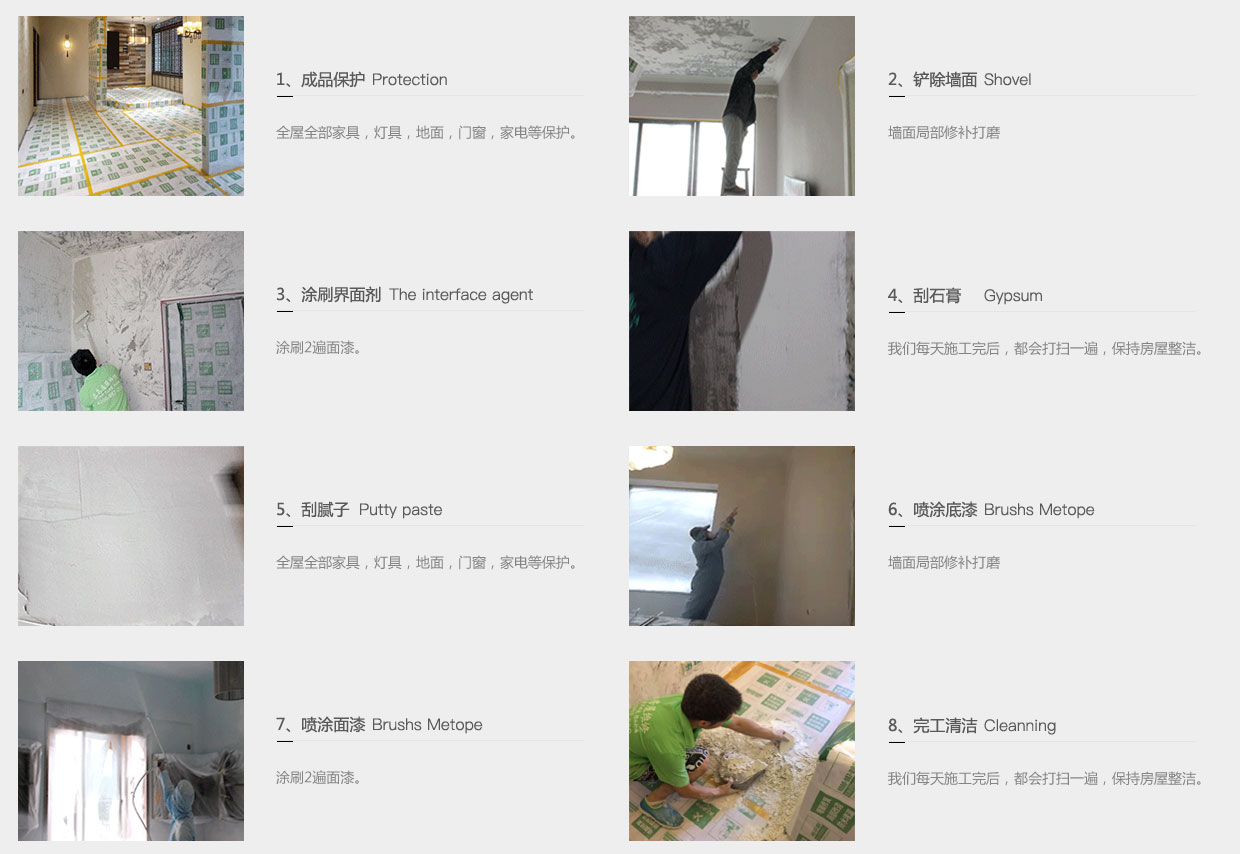 1、成品保护 Protection
全屋全部家具，灯具，地面，门窗，家电等保护。
2、铲除墙面 Shovel
墙面局部修补打磨
3、涂刷界面剂 The interface agent
涂刷2遍面漆。
4、刮石膏 Gypsum
我们每天施工完后，都会打扫一遍，保持房屋整洁。
5、刮腻子 Putty paste
全屋全部家具，灯具，地面，门窗，家电等保护。
6、喷涂底漆 Brushs Metope
墙面局部修补打磨
7、喷涂面漆 Brushs Metope
涂刷2遍面漆。
8、完工清洁 Cleanning
我们每天施工完后，都会打扫一遍，保持房屋整洁。